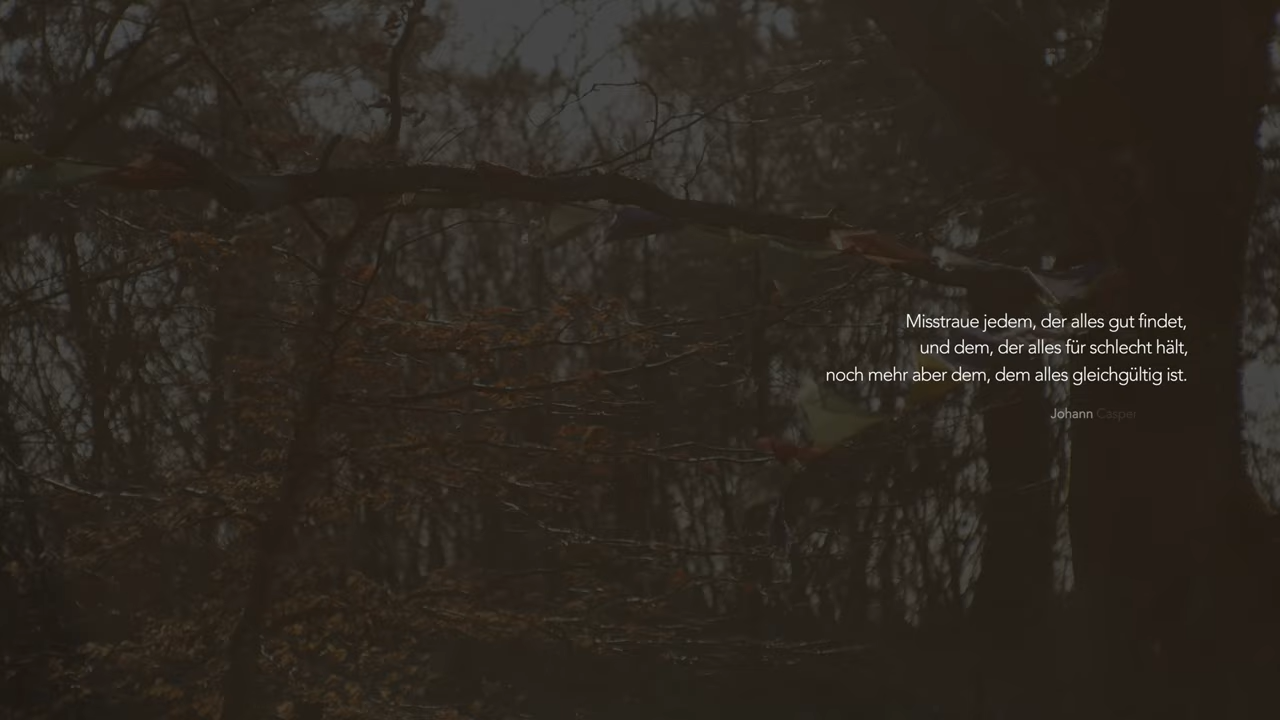 Misstraue jedem, der alles gut findet,
und dem, der alles für schlecht hält,
noch mehr aber dem, dem alles gleichgültig ist.
Johann Casper